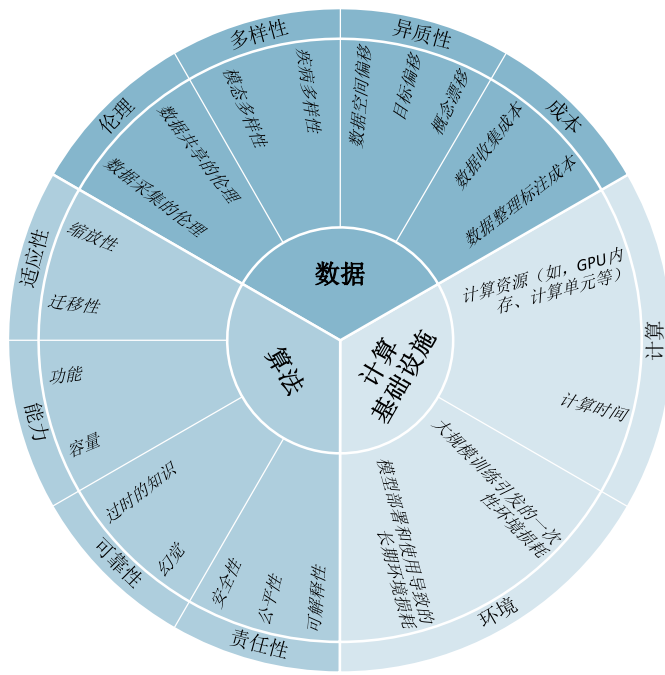 数据
伦理
数据采集的伦理
数据共享的伦理
多样性
模态多样性
疾病多样性
异质性
数据空间偏移
目标偏移
概念漂移
成本
数据收集成本
数据整理标注成本
计算
基础设施
计算
计算资源（如，GPU内
存、计算单元等）
计算时间
环境
大规模训练引发的一次
性环境损耗
模型部署和使用导致的
长期环境损耗
算法
责任性
可解释性
公平性
安全性
可靠性
幻觉
过时的知识
能力
容量
功能
适应性
迁移性
缩放性